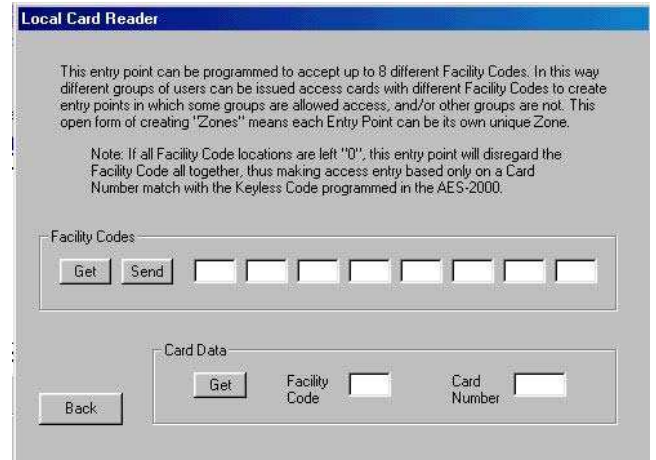 Local Card Reader
This entry point can be programmed to accept up to 8 different Facility Codes. In this way
different groups of users can be issued access cards with different Facility Codes to create
entry points in which some groups are allowed access, and/or other groups are not. This
open form of creating "Zones" means each Entry Point can be its own unique Zone.
Note: If all Facility Code locations are left "0", this entry point will disregard the
Facility Code all together, thus making access entry based only on a Card
Number match with the Keyless Code programmed in the AES-2000.
Facility Codes
Get Send
Card Data
Get Facility Code Card Number
Back